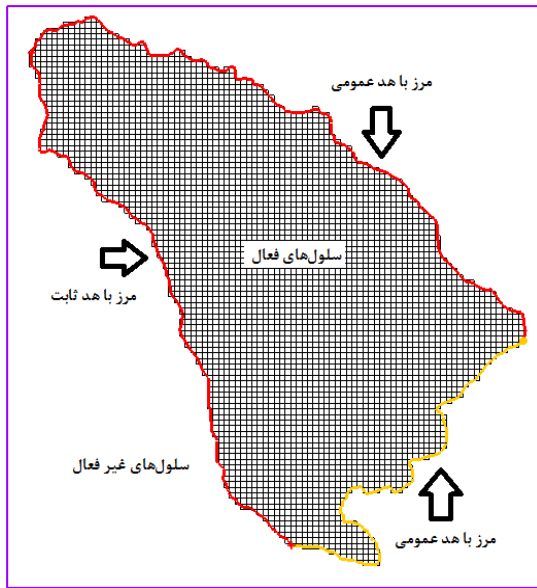 مرز با هد عمومی
سلول‌های فعال
مرز با هد ثابت
سلول‌های غیر فعال
مرز با هد عمومی